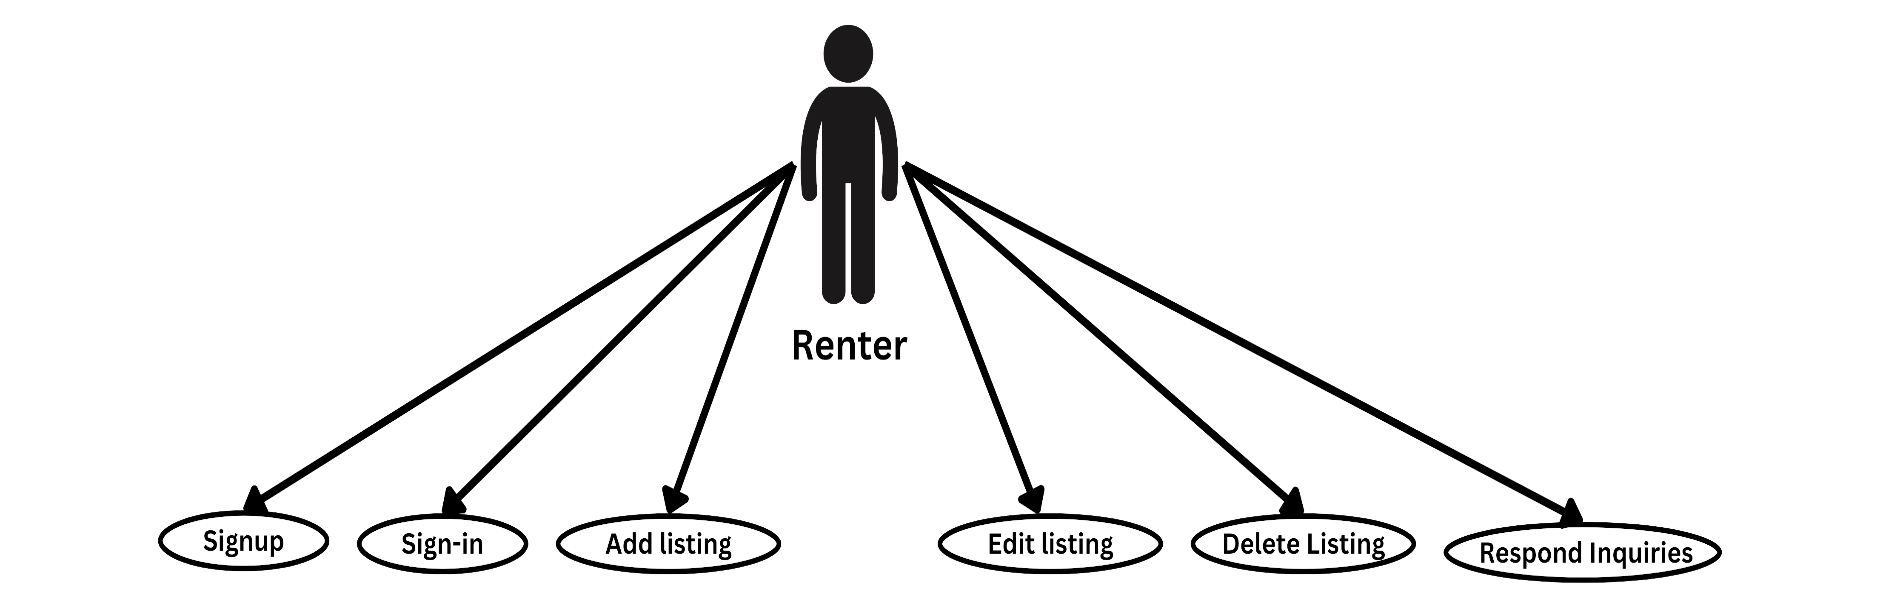 Renter
Signup
Sign-in
Add listing
Edit listing
Delete Listing
Respond Inquiries